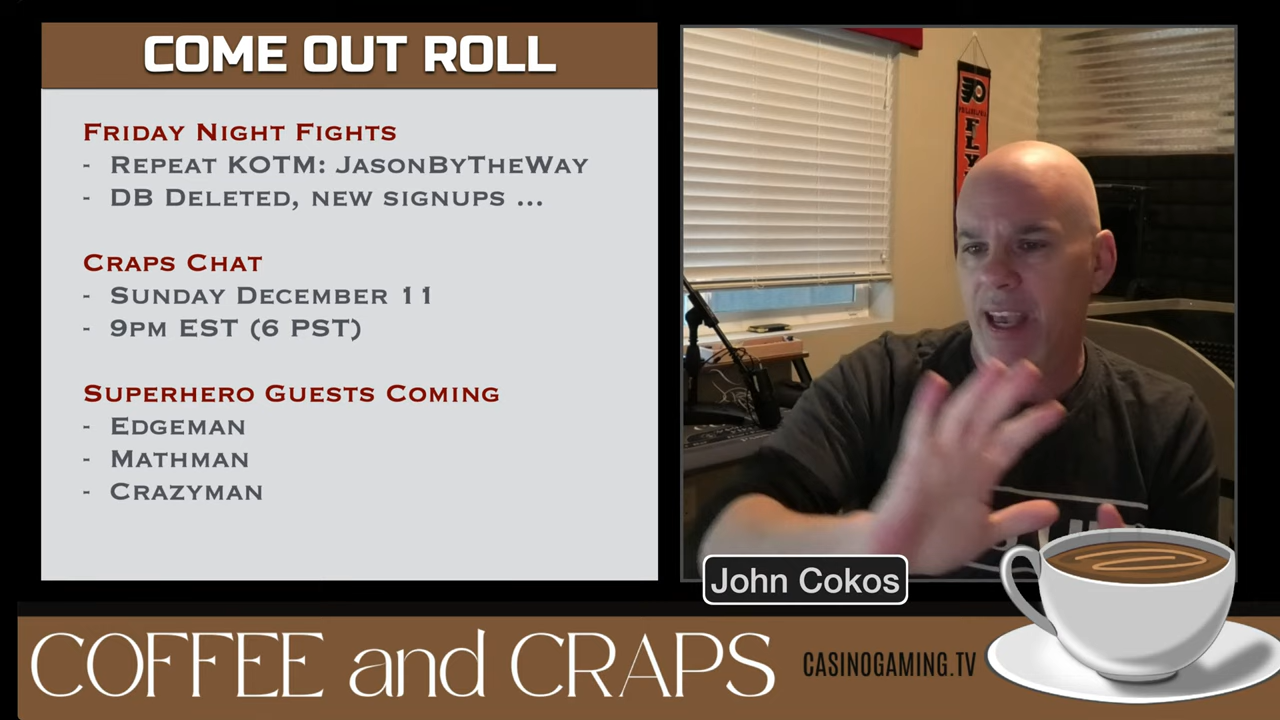 COME OUT ROLL
FRIDAY NIGHT FIGHTS
- REPEAT KOTM: JASONBYTHEWAY
- DB DELETED, NEW SIGNUPS ...
CRAPS CHAT
- SUNDAY DECEMBER 11
- 9PM EST (6 PST)
SUPERHERO GUESTS COMING
- EDGEMAN
- MATHMAN
- CRAZYMAN
John Cokos
COFFEE and CRAPS
CASINOGAMING.TV